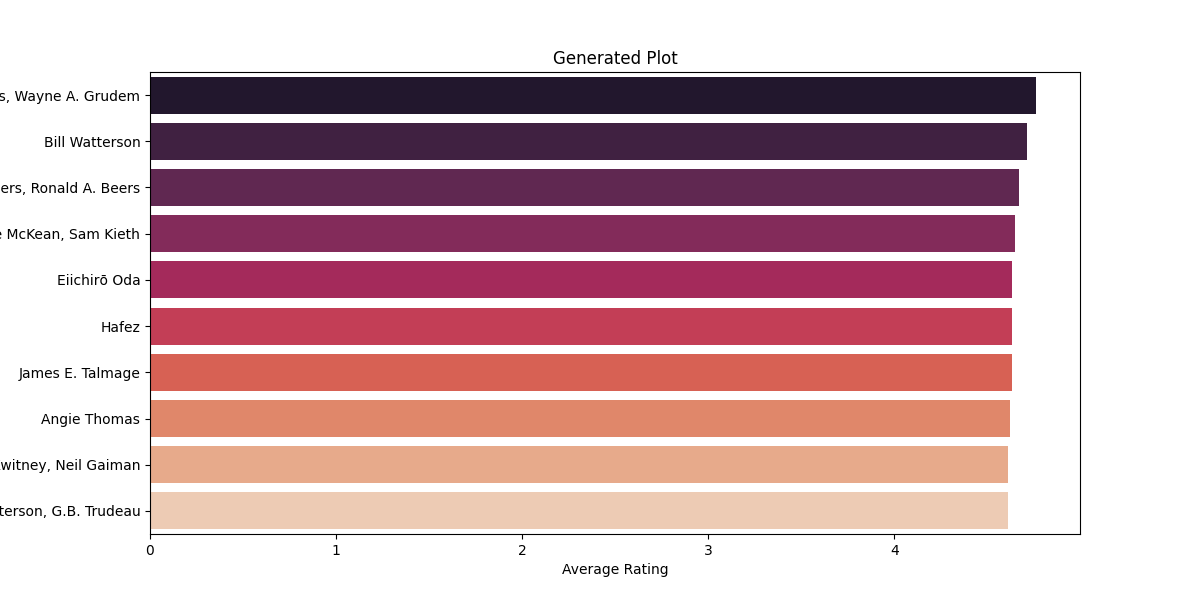 Generated Plot
s, Wayne A. Grudem
Bill Watterson
ers, Ronald A. Beers
McKean, Sam Kieth
Eiichirō Oda
Hafez
James E. Talmage
Angie Thomas
witney, Neil Gaiman
terson, G.B. Trudeau
0 1 2 3 4
Average Rating